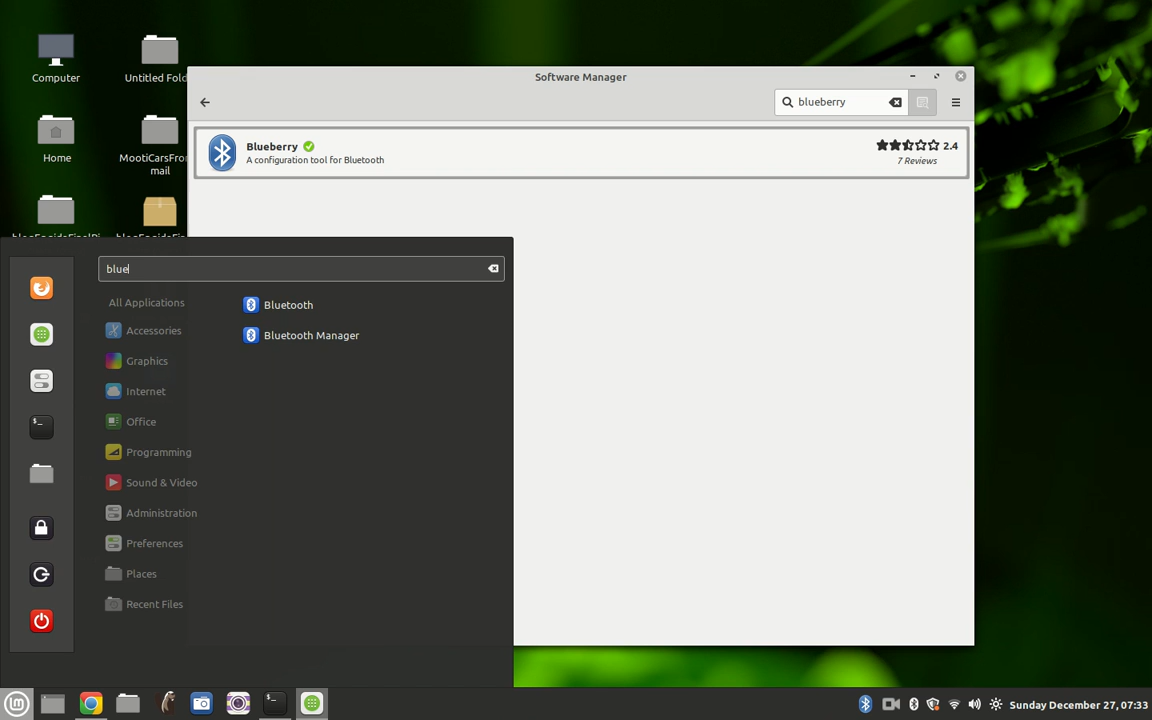 Computer
Untitled Fold
Home
MootiCarsFro
mail
Software Manager
blueberry
Blueberry
A configuration tool for Bluetooth
2.4
7 Reviews
blue
All Applications
Accessories
Graphics
Internet
Office
Programming
Sound & Video
Administration
Preferences
Places
Recent Files
Bluetooth
Bluetooth Manager
Sunday December 27, 07:33